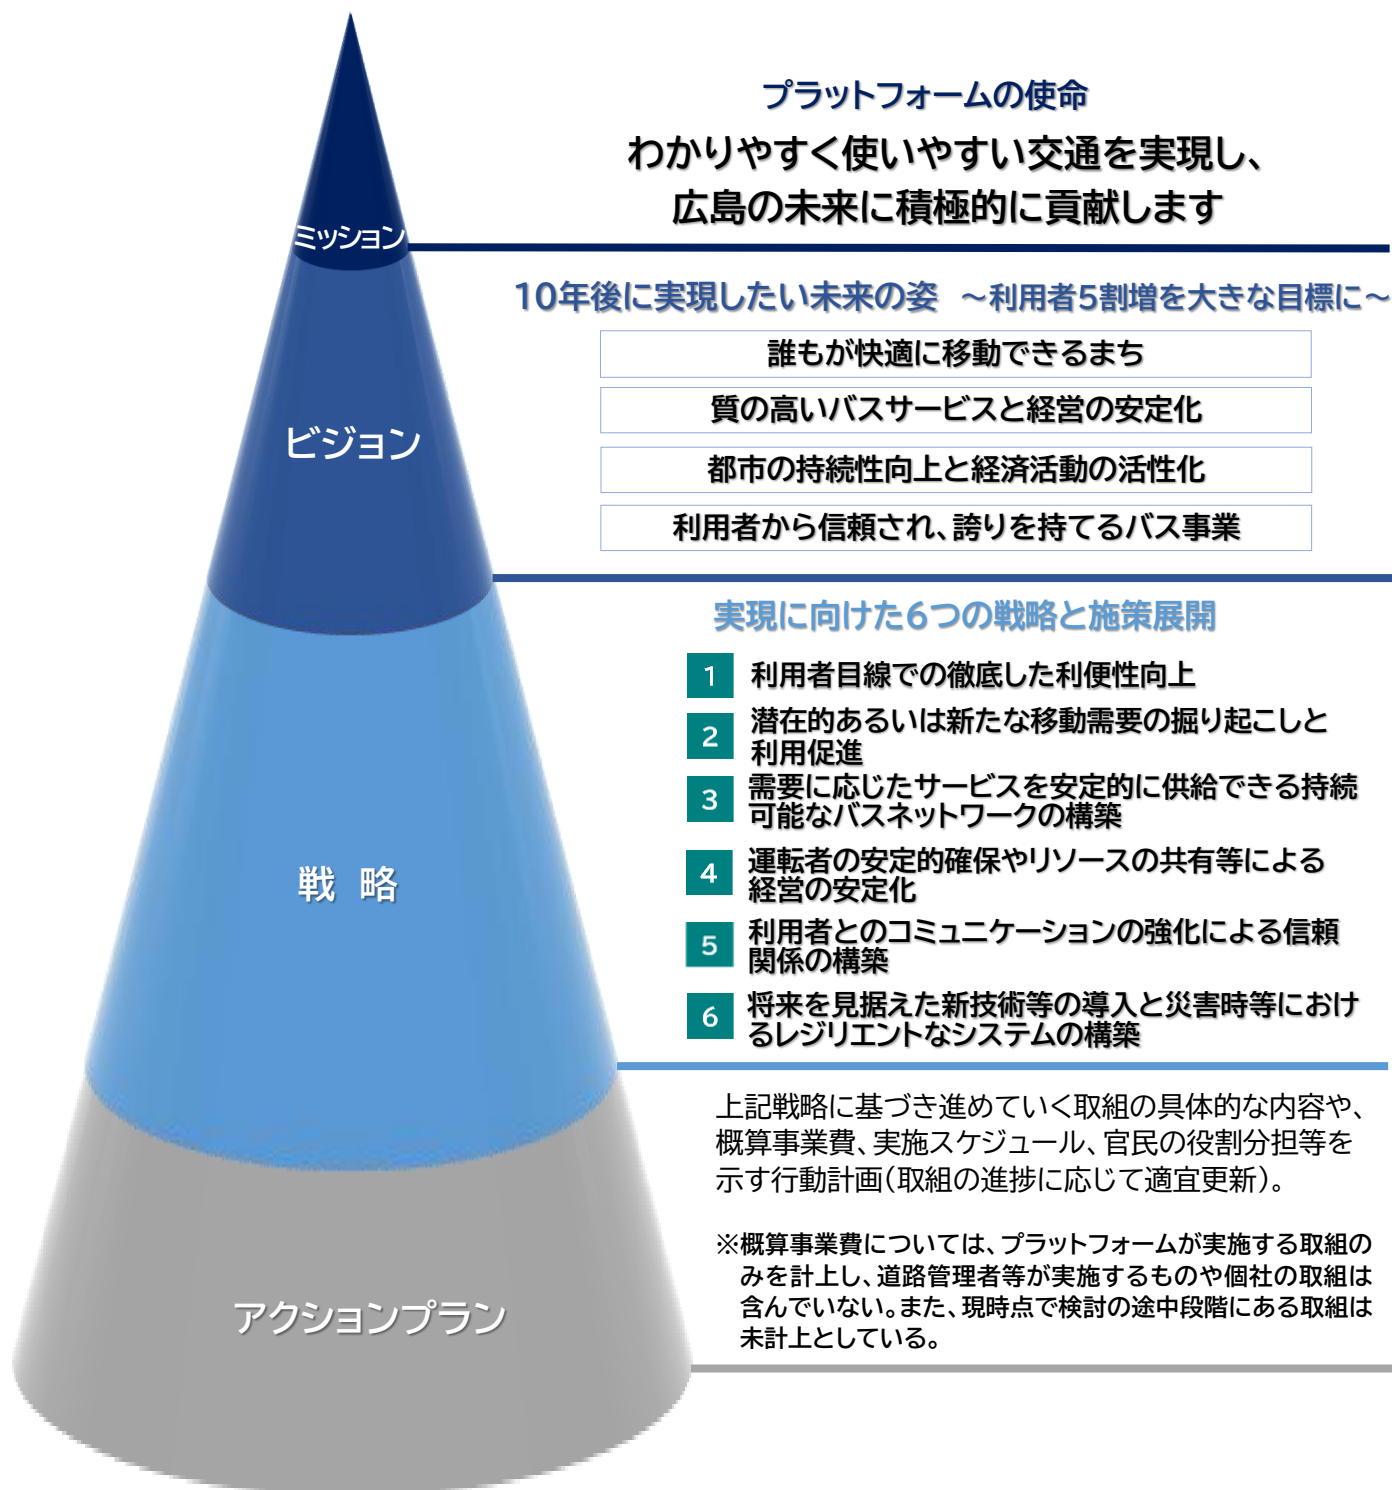 プラットフォームの使命
わかりやすく使いやすい交通を実現し、
広島の未来に積極的に貢献します
ミッション
10年後に実現したい未来の姿 ～利用者5割増を大きな目標に～
誰もが快適に移動できるまち
質の高いバスサービスと経営の安定化
ビジョン
都市の持続性向上と経済活動の活性化
利用者から信頼され、誇りを持てるバス事業
実現に向けた6つの戦略と施策展開
1 利用者目線での徹底した利便性向上
2 潜在的あるいは新たな移動需要の掘り起こしと
利用促進
3 需要に応じたサービスを安定的に供給できる持続
可能なバスネットワークの構築
戦 略
4 運転者の安定的確保やリソースの共有等による
経営の安定化
5 利用者とのコミュニケーションの強化による信頼
関係の構築
6 将来を見据えた新技術等の導入と災害時等におけ
るレジリエントなシステムの構築
上記戦略に基づき進めていく取組の具体的な内容や、
概算事業費、実施スケジュール、官民の役割分担等を
示す行動計画(取組の進捗に応じて適宜更新)。
※概算事業費については、プラットフォームが実施する取組の
みを計上し、道路管理者等が実施するものや個社の取組は
含んでいない。また、現時点で検討の途中段階にある取組は
未計上としている。
アクションプラン